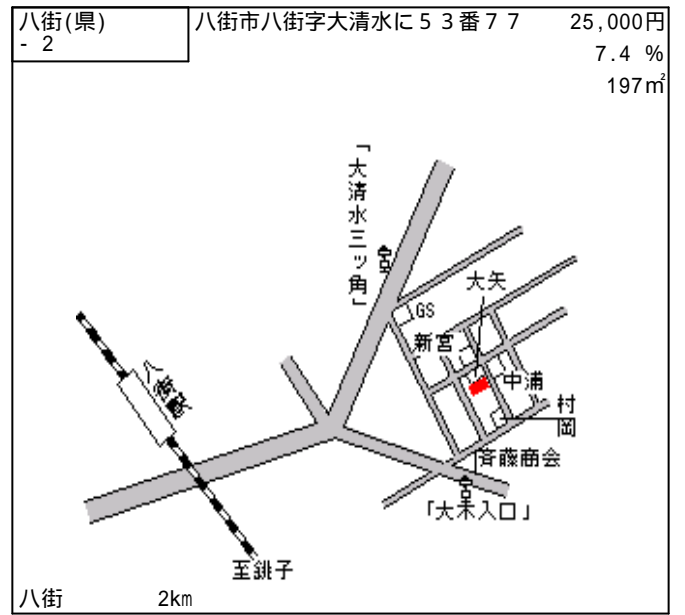 八街(県)
- 2
八街市八街字大清水に５３番７７
25,000円
7.4 %
197㎡
「大清水三ッ角」
大矢
GS
新宮
中浦
八街駅
村岡
斉藤商会
「大木入口」
至銚子
八街 2km